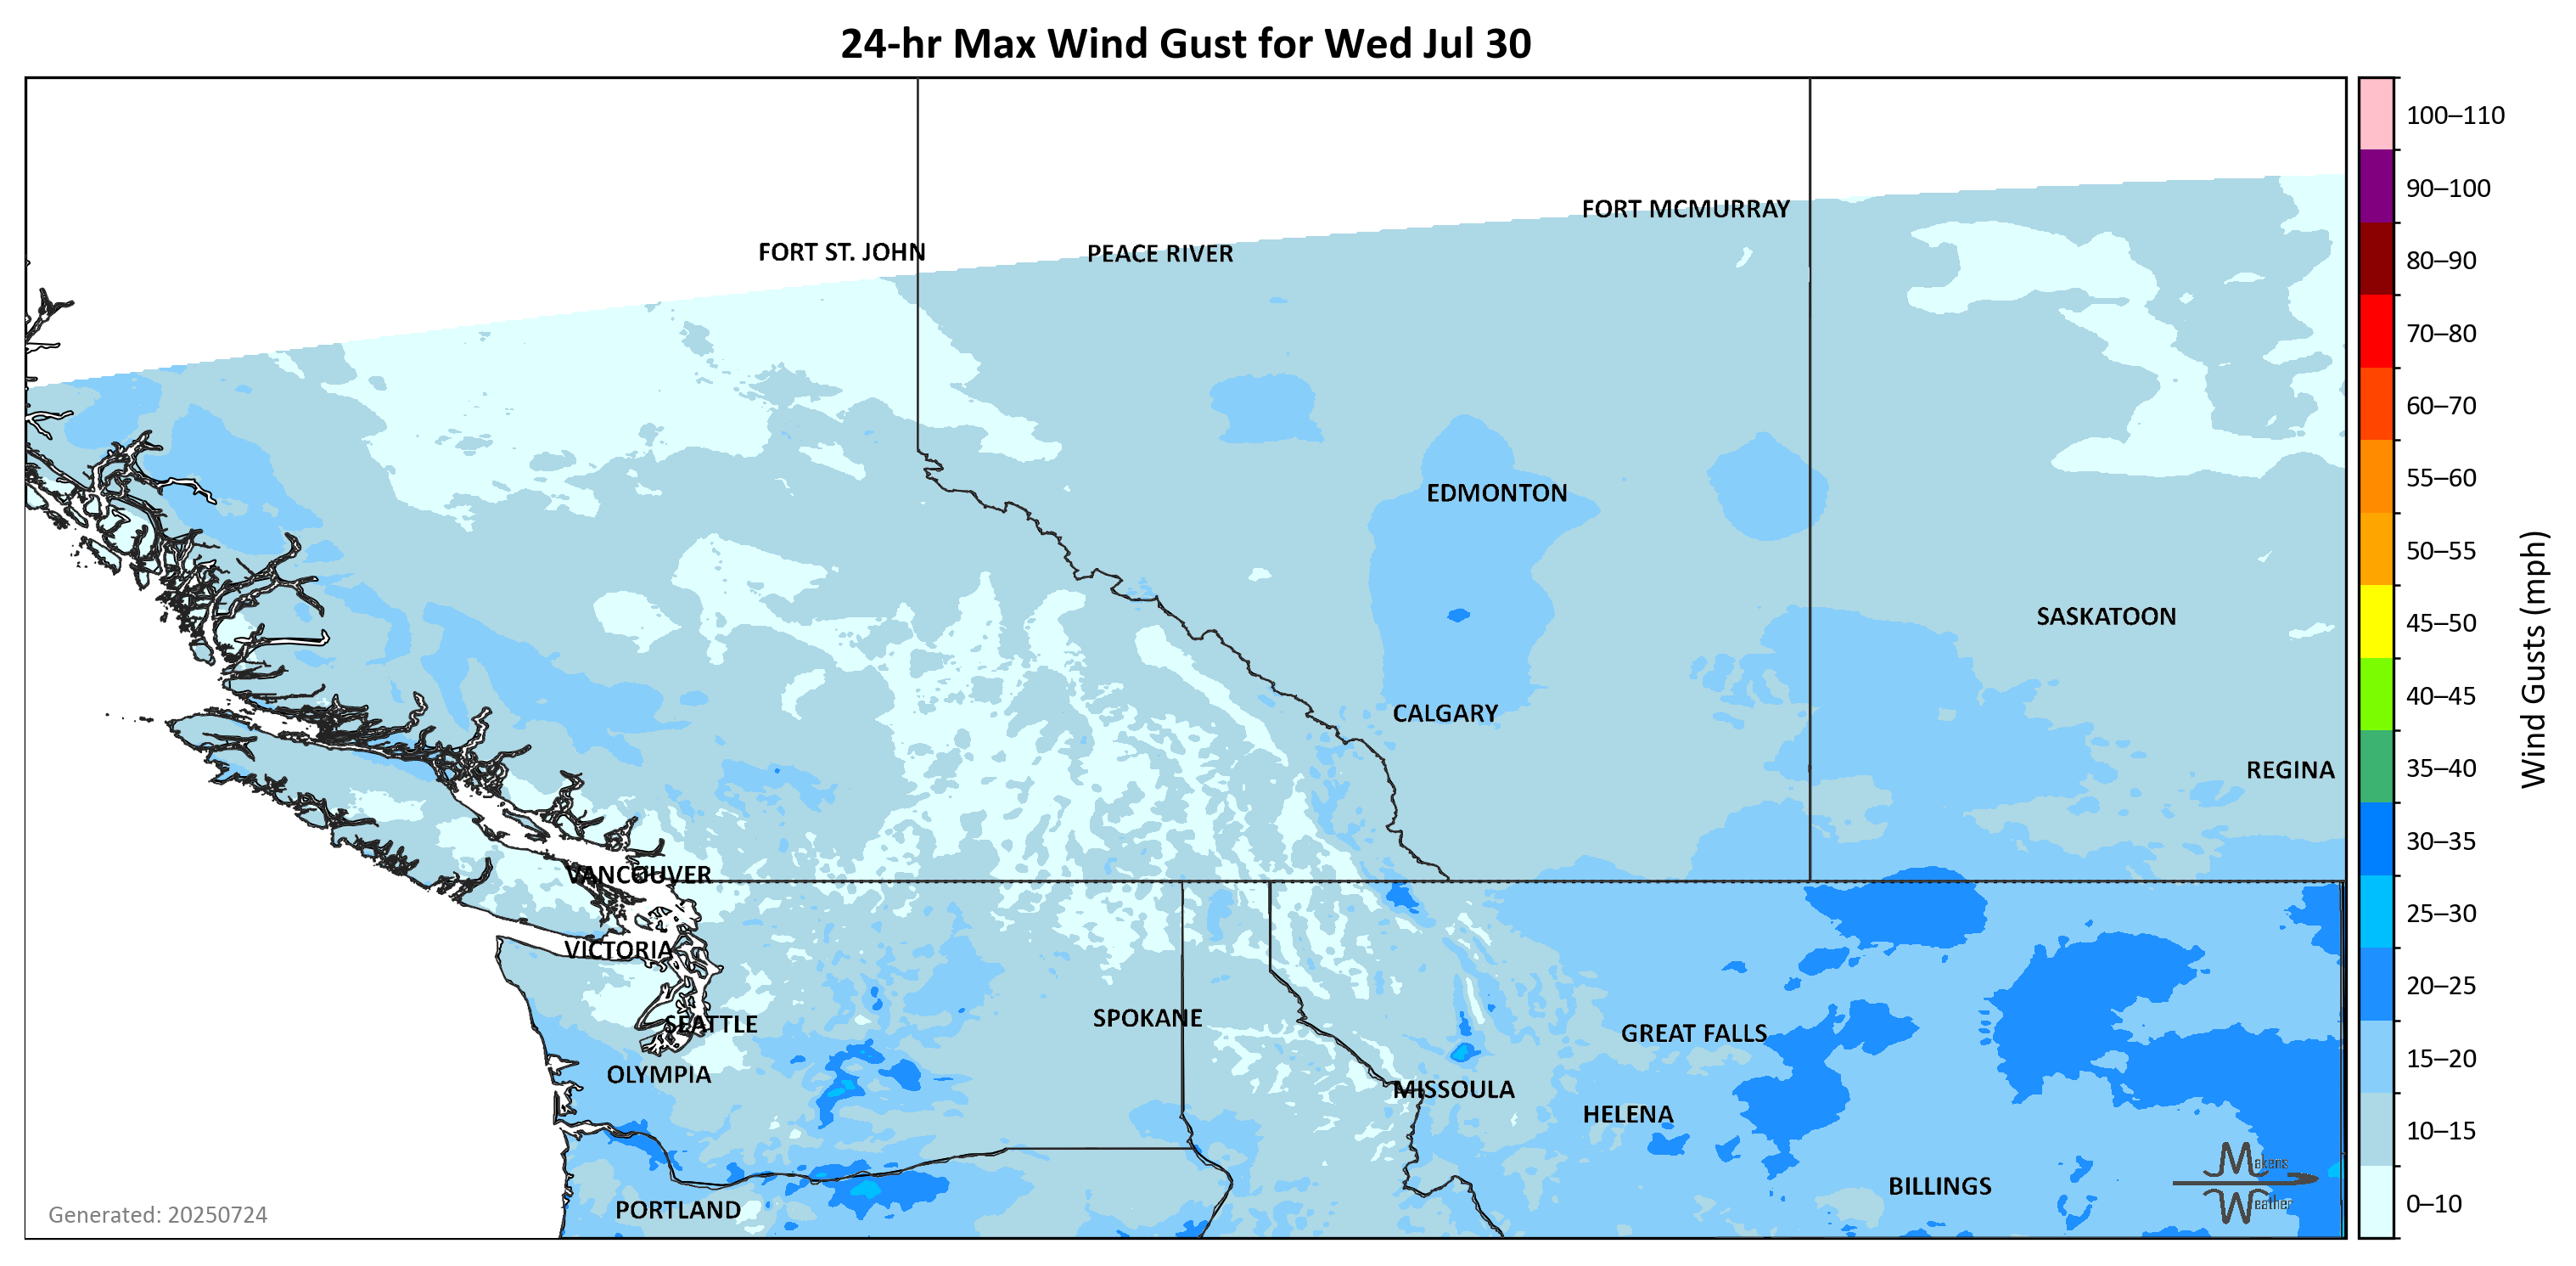 24-hr Max Wind Gust for Wed Jul 30
FORT MCMURRAY
FORT ST. JOHN
PEACE RIVER
EDMONTON
SASKATOON
CALGARY
REGINA
VANCOUVER
VICTORIA
SPOKANE
SEATTLE
GREAT FALLS
OLYMPIA
MISSOULA
HELENA
BILLINGS
PORTLAND
Makens
Weather
Generated: 20250724
100–110
90–100
80–90
70–80
60–70
55–60
50–55
45–50
40–45
35–40
30–35
25–30
20–25
15–20
10–15
0–10
Wind Gusts (mph)